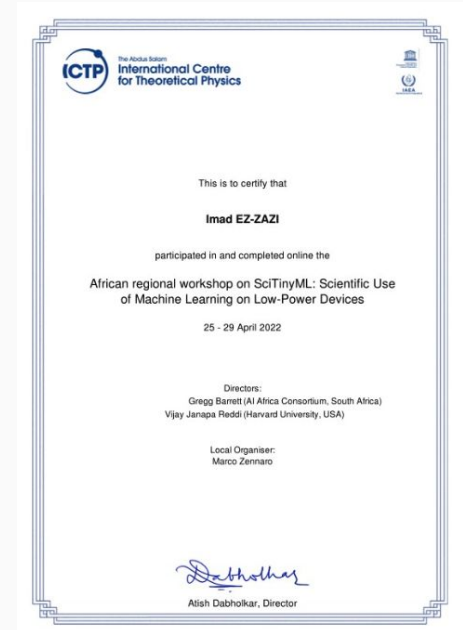 ICTP
The Abdus Salam
International Centre
for Theoretical Physics
IAEA
This is to certify that
Imad EZ-ZAZI
participated in and completed online the
African regional workshop on SciTinyML: Scientific Use
of Machine Learning on Low-Power Devices
25 - 29 April 2022
Directors:
Gregg Barrett (AI Africa Consortium, South Africa)
Vijay Janapa Reddi (Harvard University, USA)
Local Organiser:
Marco Zennaro
Dabholkar
Atish Dabholkar, Director